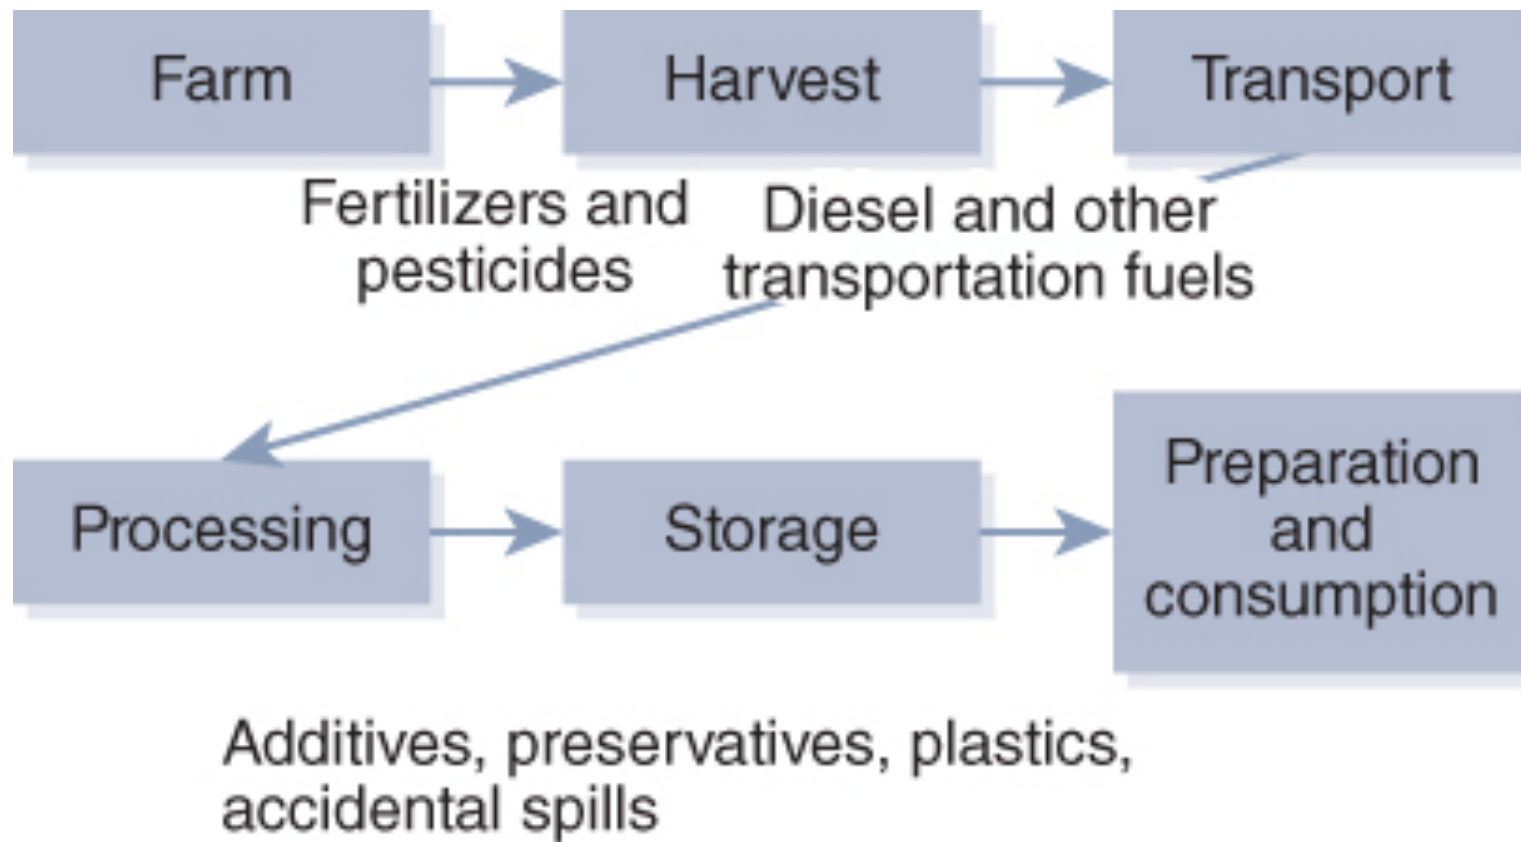 Farm
Harvest
Transport
Fertilizers and
pesticides
Diesel and other
transportation fuels
Processing
Storage
Preparation
and
consumption
Additives, preservatives, plastics,
accidental spills